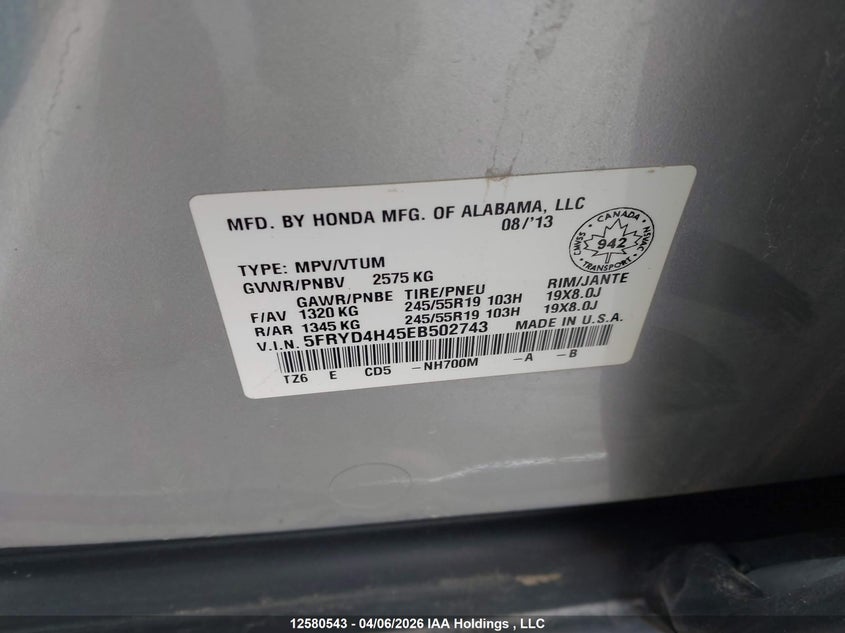 MFD. BY HONDA MFG. OF ALABAMA, LLC
08/'13
CANADA
CMVSS 942 NSVAC
TRANSPORT
TYPE: MPV/VTUM
GVWR/PNBV 2575 KG
GAWR/PNBE TIRE/PNEU RIM/JANTE
F/AV 1320 KG 245/55R19 103H 19X8.0J
R/AR 1345 KG 245/55R19 103H 19X8.0J
V.I.N. 5FRYD4H45EB502743 MADE IN U.S.A.
TZ6 E CD5 -NH700M -A -B
12580543 - 04/06/2026 IAA Holdings , LLC